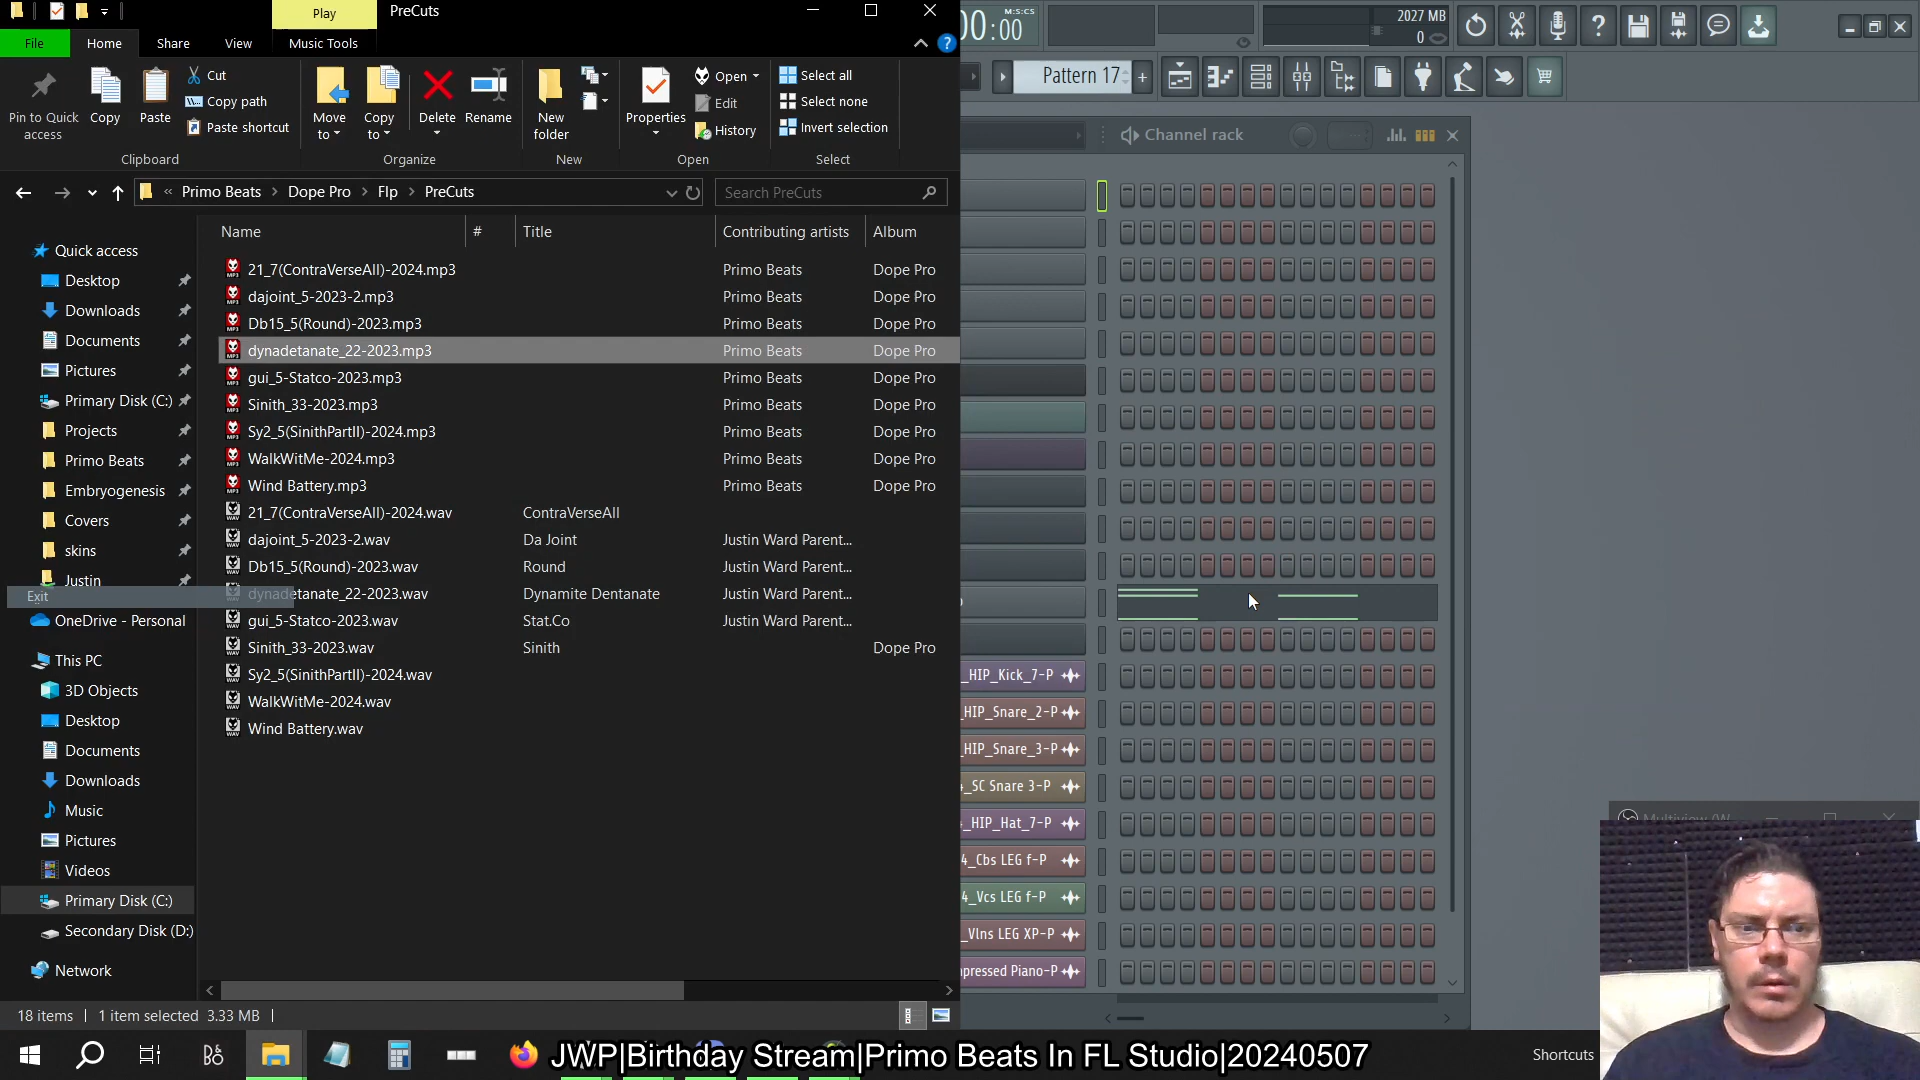 Play
PreCuts
File
Home
Share
View
Music Tools
Pin to Quick access
Copy
Paste
Cut
Copy path
Paste shortcut
Move to
Copy to
Delete
Rename
New folder
Properties
Open
Edit
History
Select all
Select none
Invert selection
Clipboard
Organize
New
Open
Select
« Primo Beats > Dope Pro > Flp > PreCuts
Search PreCuts
Name
#
Title
Contributing artists
Album
21_7(ContraVerseAll)-2024.mp3 Primo Beats Dope Pro
dajoint_5-2023-2.mp3 Primo Beats Dope Pro
Db15_5(Round)-2023.mp3 Primo Beats Dope Pro
dynadetanate_22-2023.mp3 Primo Beats Dope Pro
gui_5-Statco-2023.mp3 Primo Beats Dope Pro
Sinith_33-2023.mp3 Primo Beats Dope Pro
Sy2_5(SinithPartII)-2024.mp3 Primo Beats Dope Pro
WalkWitMe-2024.mp3 Primo Beats Dope Pro
Wind Battery.mp3 Primo Beats Dope Pro
21_7(ContraVerseAll)-2024.wav ContraVerseAll
dajoint_5-2023-2.wav Da Joint Justin Ward Parent...
Db15_5(Round)-2023.wav Round Justin Ward Parent...
dynadetanate_22-2023.wav Dynamite Dentanate Justin Ward Parent...
gui_5-Statco-2023.wav Stat.Co Justin Ward Parent...
Sinith_33-2023.wav Sinith Dope Pro
Sy2_5(SinithPartII)-2024.wav
WalkWitMe-2024.wav
Wind Battery.wav
Quick access
Desktop
Downloads
Documents
Pictures
Primary Disk (C:)
Projects
Primo Beats
Embryogenesis
Covers
skins
Justin
Exit
OneDrive - Personal
This PC
3D Objects
Desktop
Documents
Downloads
Music
Pictures
Videos
Primary Disk (C:)
Secondary Disk (D:)
Network
18 items
1 item selected 3.33 MB
00:00
M:S:CS
2027 MB
0
Pattern 17
Channel rack
_HIP_Kick_7-P
_HIP_Snare_2-P
_HIP_Snare_3-P
4_SC Snare 3-P
_HIP_Hat_7-P
4_Cbs LEG f-P
4_Vcs LEG f-P
_Vlns LEG XP-P
npressed Piano-P
Multiview (W
JWP|Birthday Stream|Primo Beats In FL Studio|20240507
Shortcuts